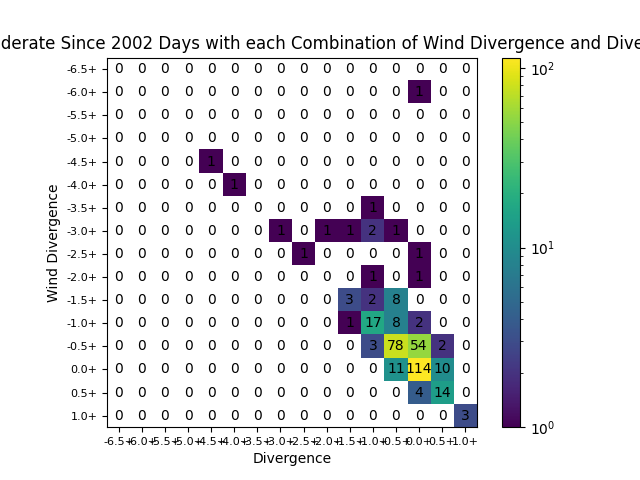 derate Since 2002 Days with each Combination of Wind Divergence and Dive
-6.5+ 0 0 0 0 0 0 0 0 0 0 0 0 0 0 0 0
-6.0+ 0 0 0 0 0 0 0 0 0 0 0 0 0 1 0 0
-5.5+ 0 0 0 0 0 0 0 0 0 0 0 0 0 0 0 0
-5.0+ 0 0 0 0 0 0 0 0 0 0 0 0 0 0 0 0
-4.5+ 0 0 0 0 1 0 0 0 0 0 0 0 0 0 0 0
-4.0+ 0 0 0 0 0 1 0 0 0 0 0 0 0 0 0 0
-3.5+ 0 0 0 0 0 0 0 0 0 0 0 1 0 0 0 0
-3.0+ 0 0 0 0 0 0 0 1 0 1 1 2 1 0 0 0
-2.5+ 0 0 0 0 0 0 0 0 1 0 0 0 0 1 0 0
-2.0+ 0 0 0 0 0 0 0 0 0 0 0 1 0 1 0 0
-1.5+ 0 0 0 0 0 0 0 0 0 0 3 2 8 0 0 0
-1.0+ 0 0 0 0 0 0 0 0 0 0 1 17 8 2 0 0
-0.5+ 0 0 0 0 0 0 0 0 0 0 0 3 78 54 2 0
0.0+ 0 0 0 0 0 0 0 0 0 0 0 0 11 114 10 0
0.5+ 0 0 0 0 0 0 0 0 0 0 0 0 0 4 14 0
1.0+ 0 0 0 0 0 0 0 0 0 0 0 0 0 0 0 3
-6.5+ -6.0+ -5.5+ -5.0+ -4.5+ -4.0+ -3.5+ -3.0+ -2.5+ -2.0+ -1.5+ -1.0+ -0.5+ 0.0+ 0.5+ 1.0+
Divergence
Wind Divergence
10²
10¹
10⁰